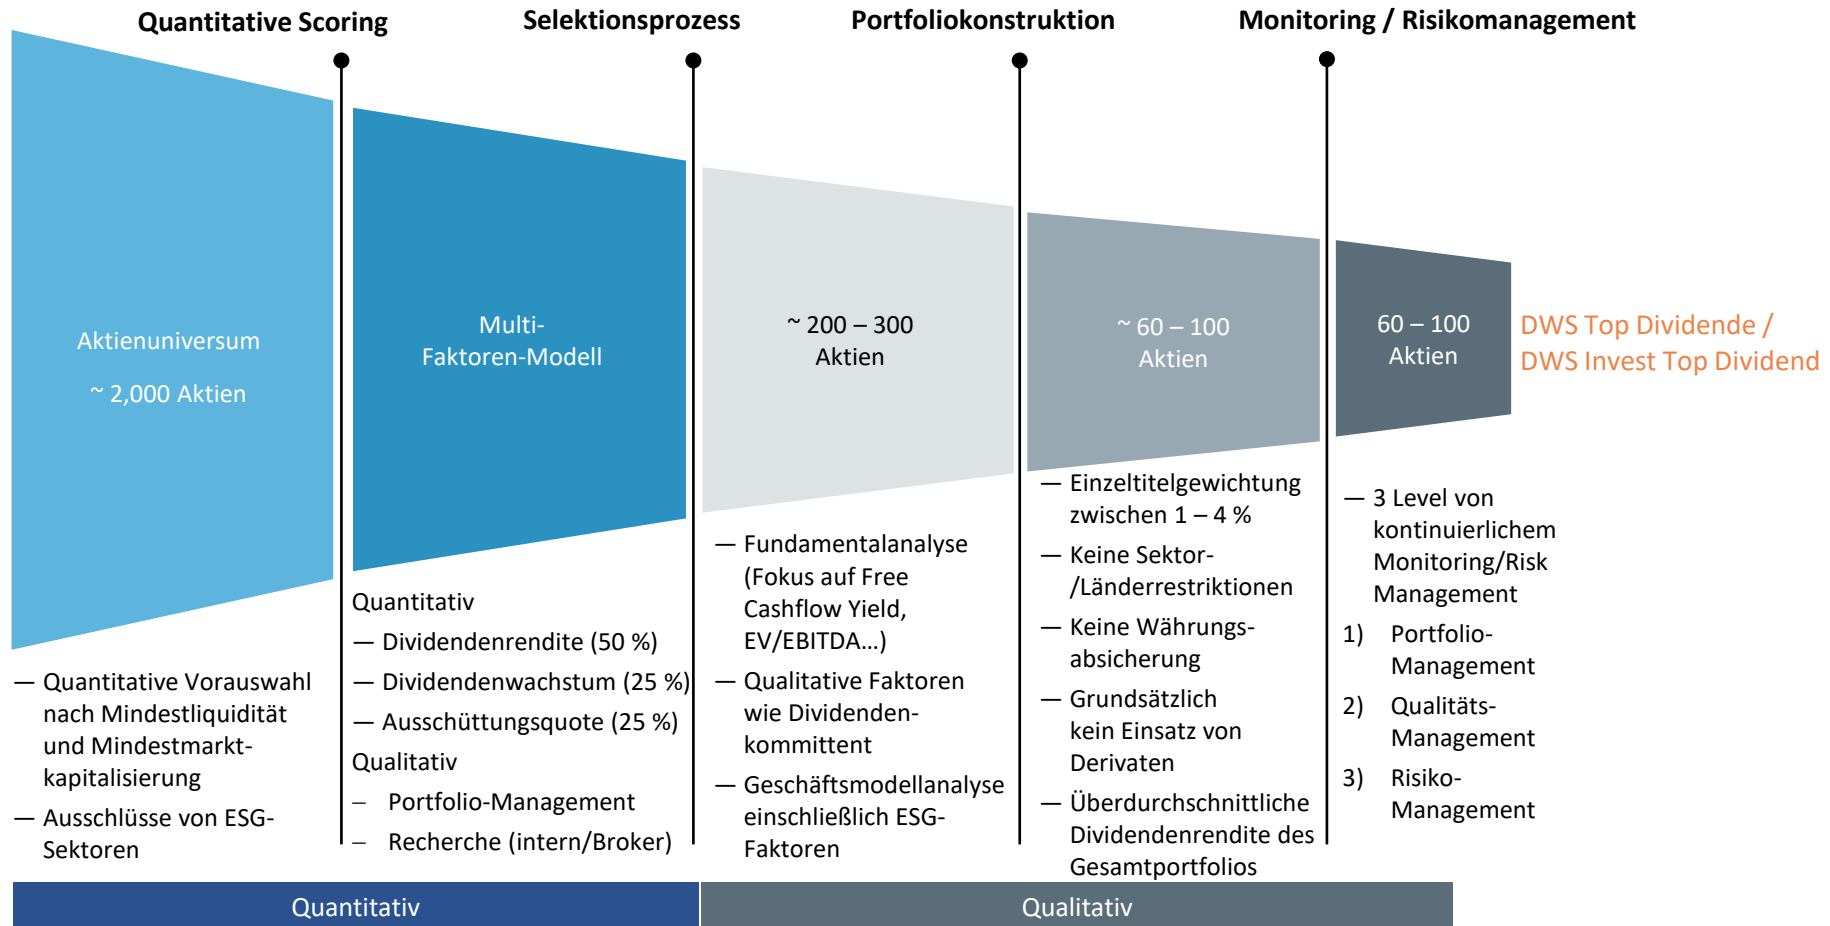 Quantitative Scoring
Selektionsprozess
Portfoliokonstruktion
Monitoring / Risikomanagement
Aktienuniversum
~ 2,000 Aktien
Multi-
Faktoren-Modell
~ 200 – 300
Aktien
~ 60 – 100
Aktien
60 – 100
Aktien
DWS Top Dividende /
DWS Invest Top Dividend
— Quantitative Vorauswahl
nach Mindestliquidität
und Mindestmarkt-
kapitalisierung
— Ausschlüsse von ESG-
Sektoren
Quantitativ
— Dividendenrendite (50 %)
— Dividendenwachstum (25 %)
— Ausschüttungsquote (25 %)
Qualitativ
– Portfolio-Management
– Recherche (intern/Broker)
— Fundamentalanalyse
(Fokus auf Free
Cashflow Yield,
EV/EBITDA…)
— Qualitative Faktoren
wie Dividenden-
kommittent
— Geschäftsmodellanalyse
einschließlich ESG-
Faktoren
— Einzeltitelgewichtung
zwischen 1 – 4 %
— Keine Sektor-
/Länderrestriktionen
— Keine Währungs-
absicherung
— Grundsätzlich
kein Einsatz von
Derivaten
— Überdurchschnittliche
Dividendenrendite des
Gesamtportfolios
— 3 Level von
kontinuierlichem
Monitoring/Risk
Management
1) Portfolio-
Management
2) Qualitäts-
Management
3) Risiko-
Management
Quantitativ
Qualitativ